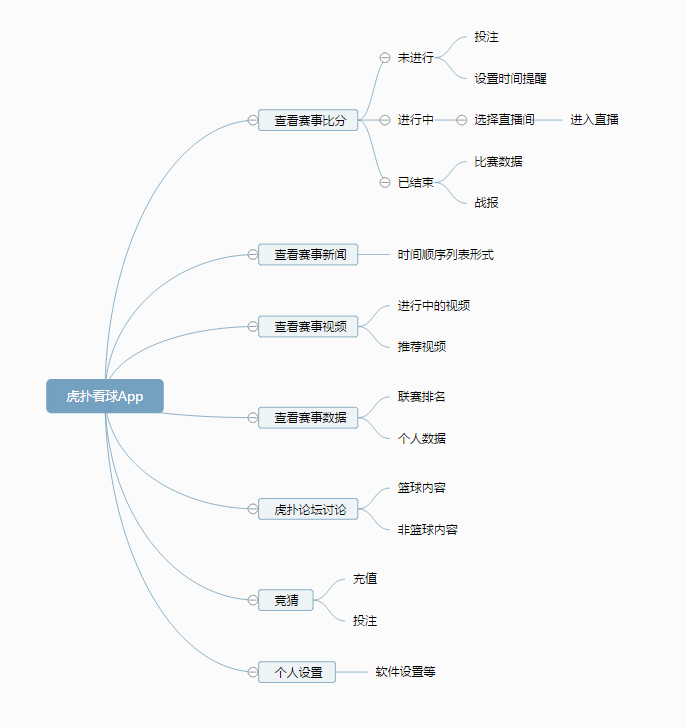 投注
未进行
设置时间提醒
查看赛事比分
进行中
选择直播间
进入直播
比赛数据
已结束
战报
查看赛事新闻
时间顺序列表形式
进行中的视频
查看赛事视频
推荐视频
虎扑看球App
联赛排名
查看赛事数据
个人数据
篮球内容
虎扑论坛讨论
非篮球内容
充值
竞猜
投注
个人设置
软件设置等